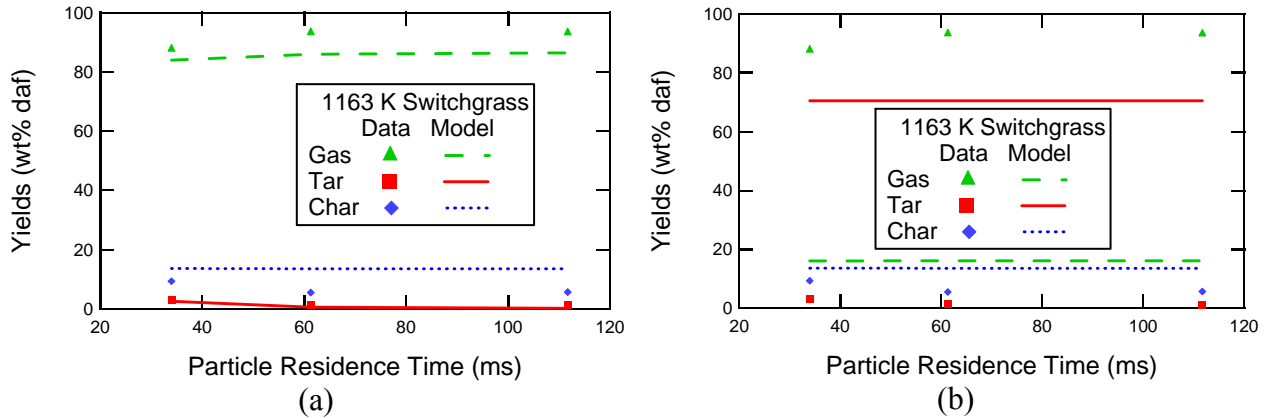 100
80
60
40
20
0
Yields (wt% daf)
1163 K Switchgrass
Data Model
Gas
Tar
Char
20 40 60 80 100 120
Particle Residence Time (ms)
(a)
100
80
60
40
20
0
Yields (wt% daf)
1163 K Switchgrass
Data Model
Gas
Tar
Char
20 40 60 80 100 120
Particle Residence Time (ms)
(b)